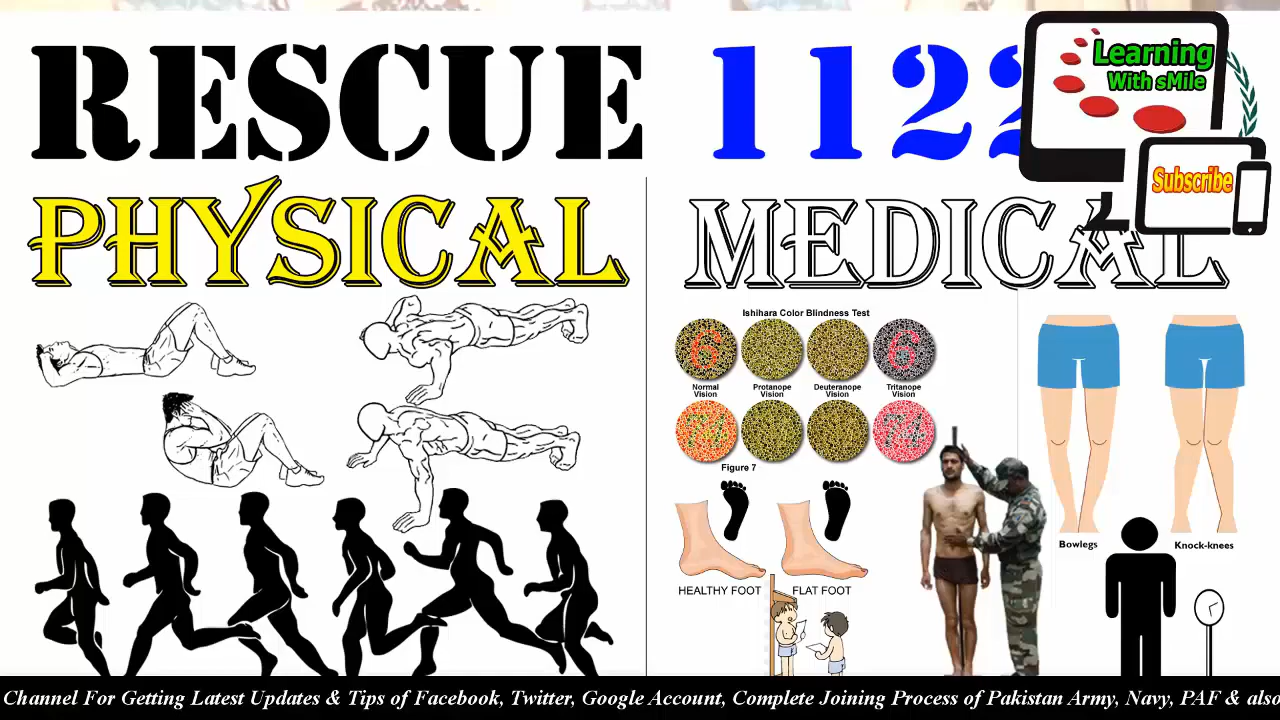 RESCUE 1122
Learning
With sMile
Subscribe
PHYSICAL
MEDICAL
Ishihara Color Blindness Test
6
6
Normal Vision
Protanope Vision
Deuteranope Vision
Tritanope Vision
74
74
Figure 7
HEALTHY FOOT
FLAT FOOT
Bowlegs
Knock-knees
Channel For Getting Latest Updates & Tips of Facebook, Twitter, Google Account, Complete Joining Process of Pakistan Army, Navy, PAF & also